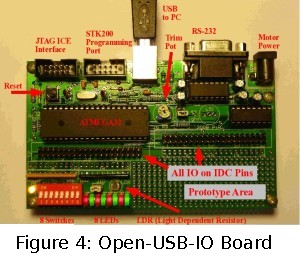 JTAG ICE
Interface
STK200
Programming
Port
USB
to PC
Trim
Pot
RS-232
Motor
Power
Reset
ATMEGA32
All IO on IDC Pins
Prototype Area
8 Switches
8 LEDs
LDR (Light Dependent Resistor)
Figure 4: Open-USB-IO Board